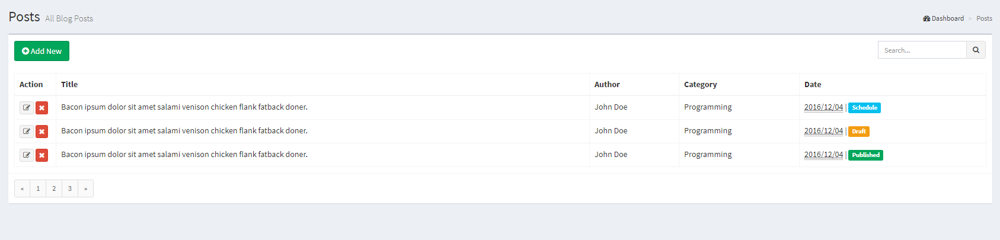 Posts All Blog Posts
Dashboard > Posts
Add New
Search...
Action Title Author Category Date
Bacon ipsum dolor sit amet salami venison chicken flank fatback doner. John Doe Programming 2016/12/04 | Schedule
Bacon ipsum dolor sit amet salami venison chicken flank fatback doner. John Doe Programming 2016/12/04 | Draft
Bacon ipsum dolor sit amet salami venison chicken flank fatback doner. John Doe Programming 2016/12/04 | Published
« 1 2 3 »